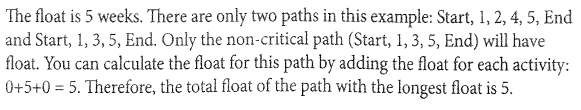 The float is 5 weeks. There are only two paths in this example: Start, 1, 2, 4, 5, End
and Start, 1, 3, 5, End. Only the non-critical path (Start, 1, 3, 5, End) will have
float. You can calculate the float for this path by adding the float for each activity:
0+5+0 = 5. Therefore, the total float of the path with the longest float is 5.